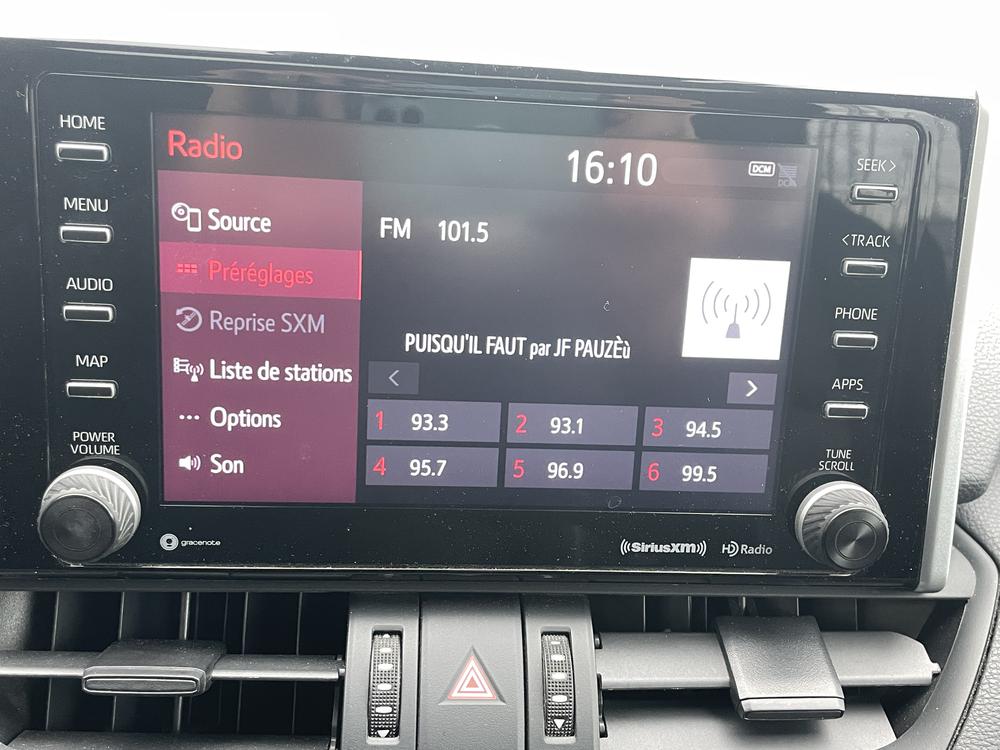 HOME
MENU
AUDIO
MAP
POWER
VOLUME
Radio
16:10
DCM
Source
Préréglages
Reprise SXM
Liste de stations
Options
Son
FM 101.5
PUISQU'IL FAUT par JF PAUZÈù
<
>
1 93.3
2 93.1
3 94.5
4 95.7
5 96.9
6 99.5
SEEK >
< TRACK
PHONE
APPS
TUNE
SCROLL
gracenote
((SiriusXM))
HD Radio